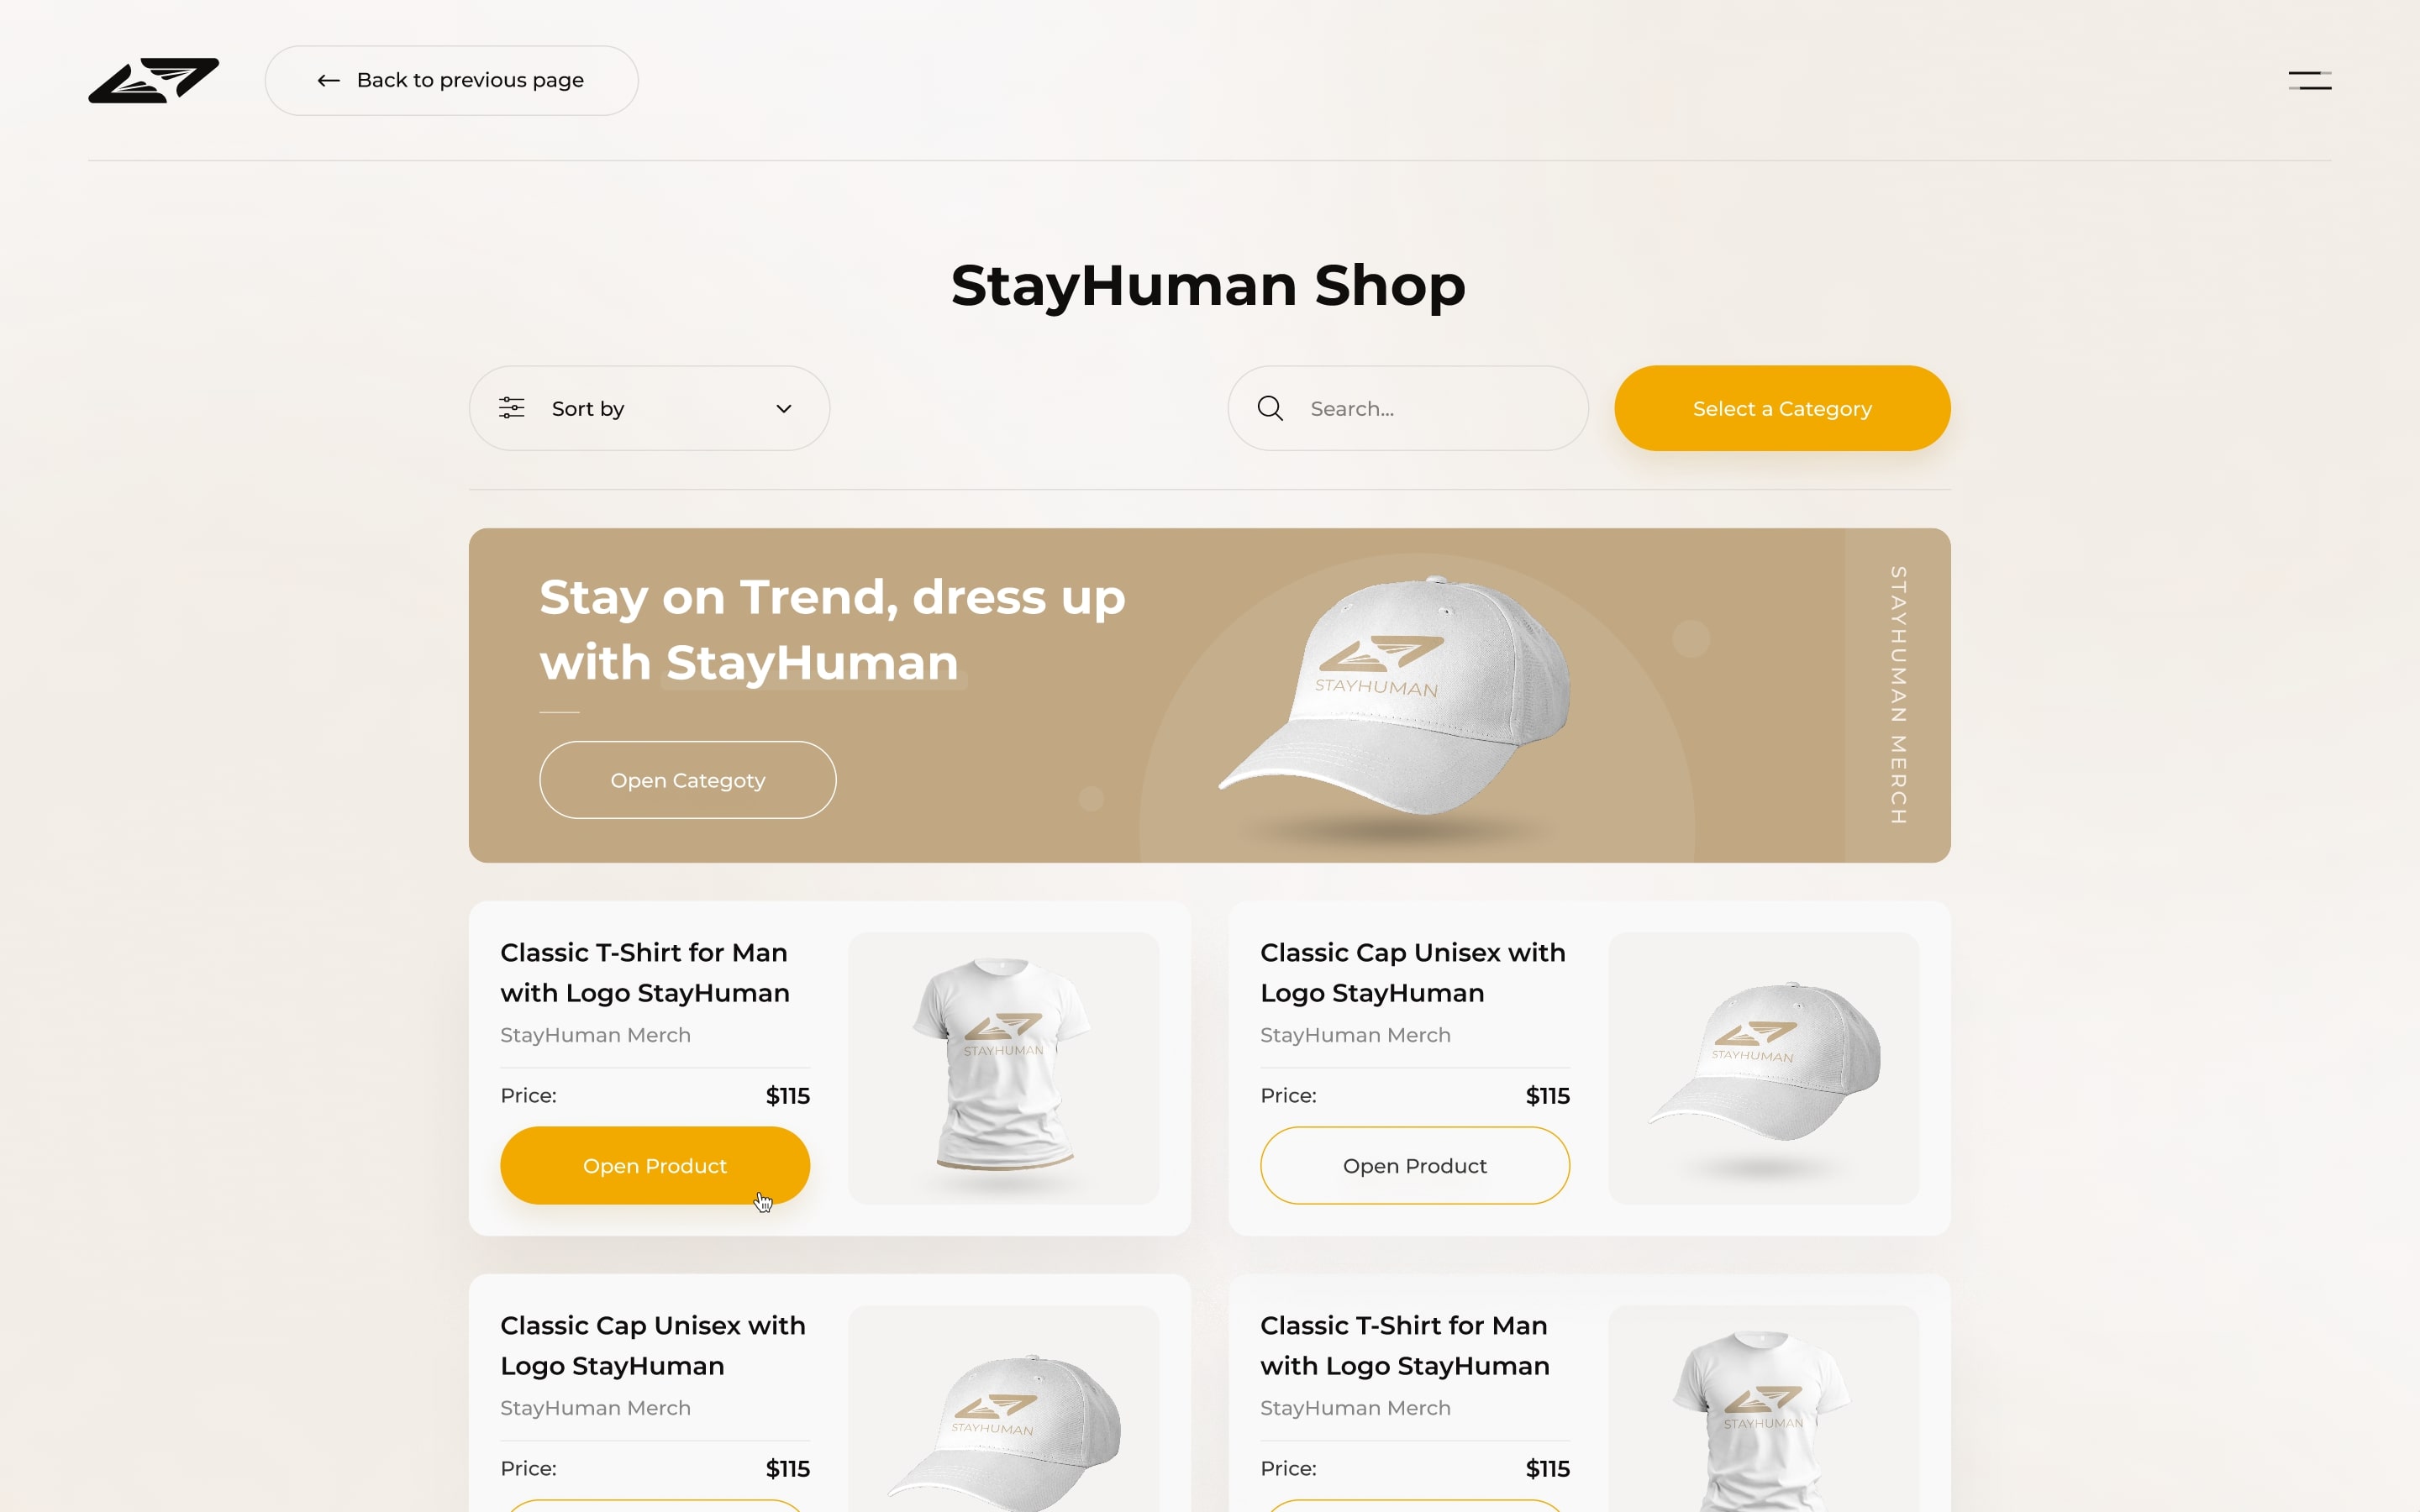 Back to previous page
StayHuman Shop
Sort by
Search...
Select a Category
Stay on Trend, dress up
with StayHuman
Open Categoty
STAYHUMAN
STAYHUMAN MERCH
Classic T-Shirt for Man
with Logo StayHuman
StayHuman Merch
Price:
$115
Open Product
STAYHUMAN
Classic Cap Unisex with
Logo StayHuman
StayHuman Merch
Price:
$115
Open Product
STAYHUMAN
Classic Cap Unisex with
Logo StayHuman
StayHuman Merch
Price:
$115
STAYHUMAN
Classic T-Shirt for Man
with Logo StayHuman
StayHuman Merch
Price:
$115
STAYHUMAN